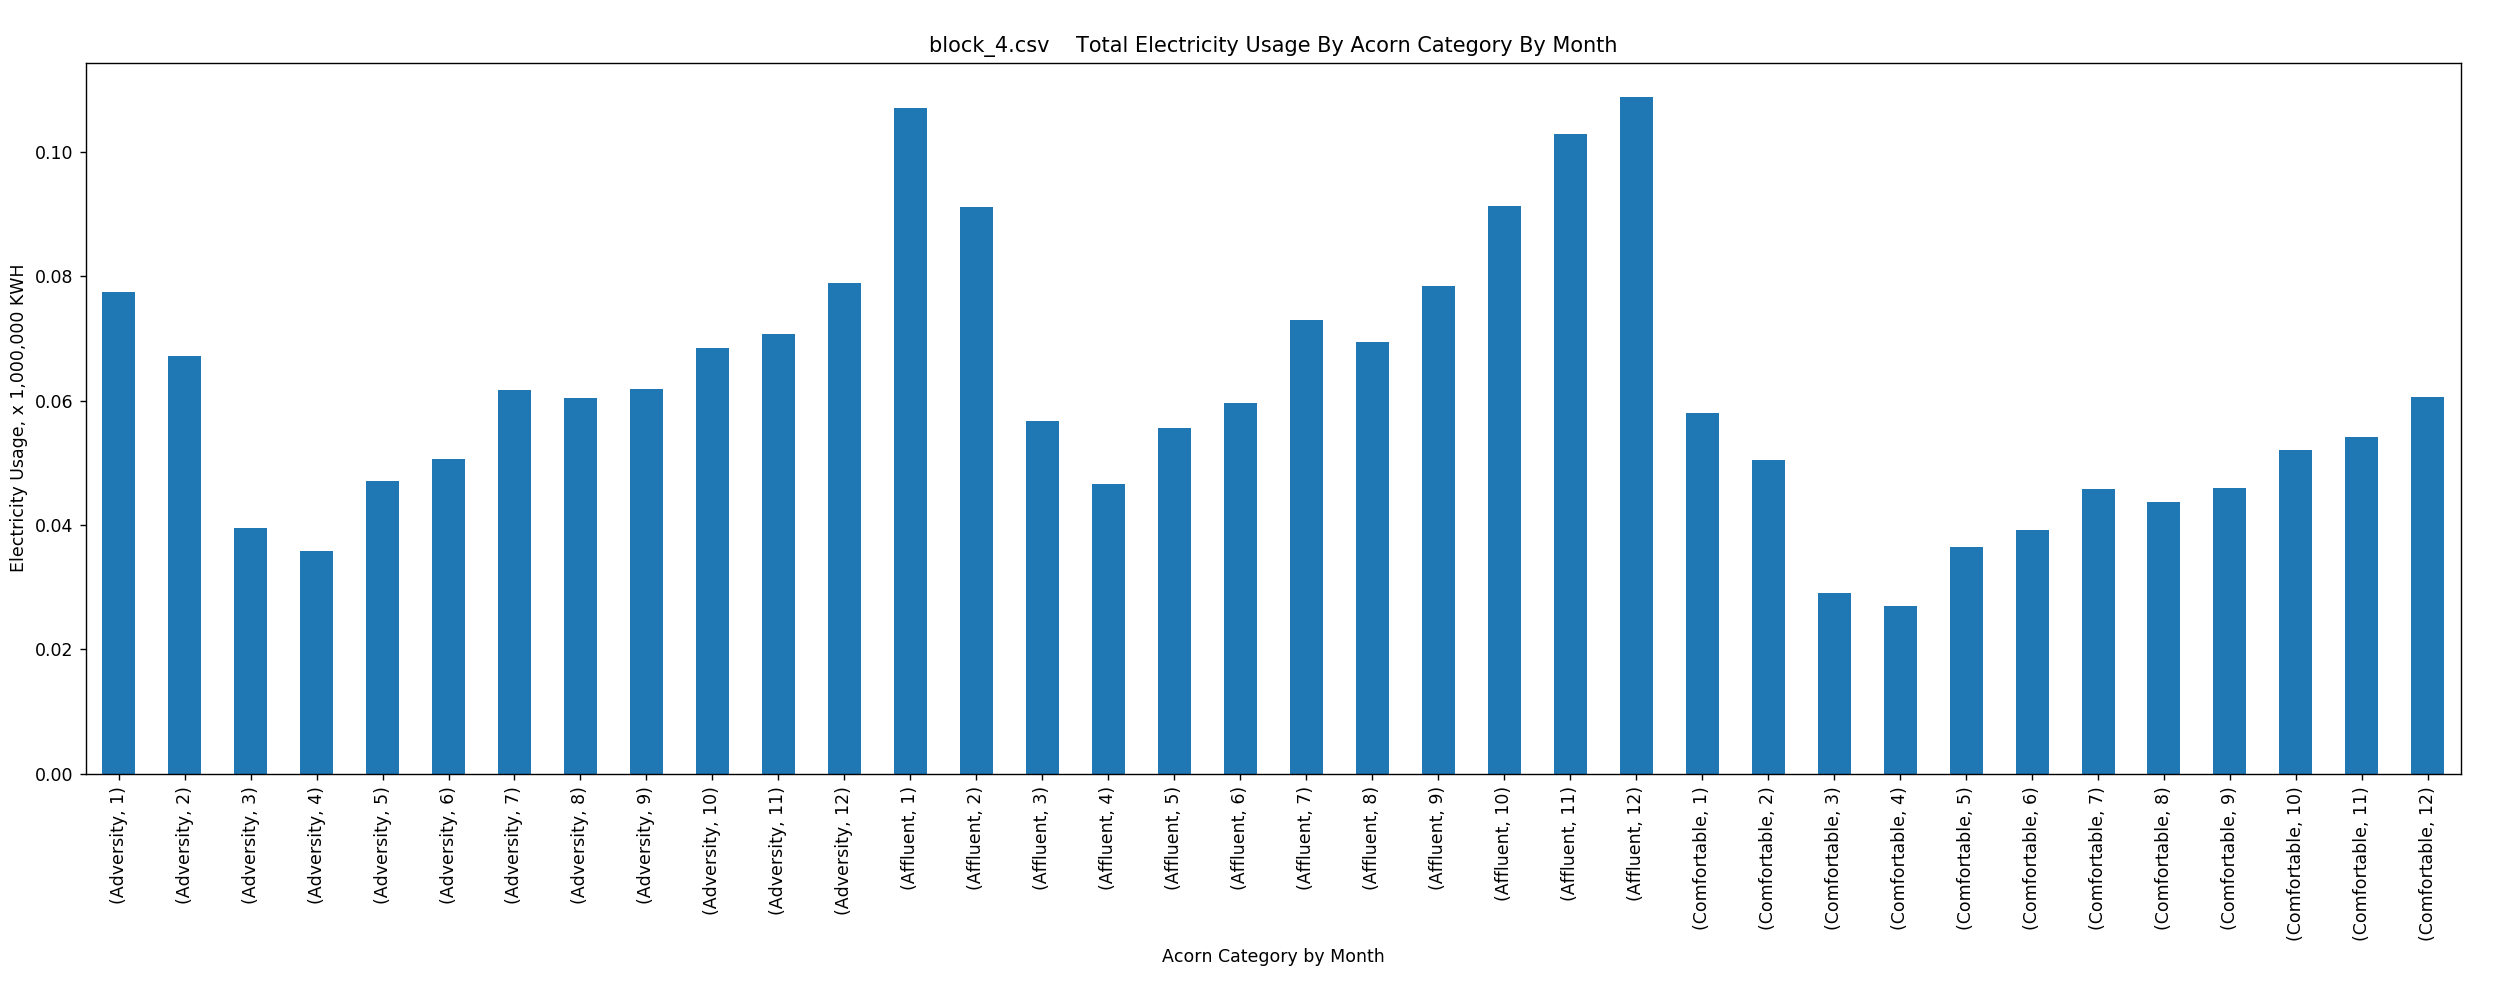 block_4.csv    Total Electricity Usage By Acorn Category By Month
Electricity Usage, x 1,000,000 KWH
0.10
0.08
0.06
0.04
0.02
0.00
(Adversity, 1)
(Adversity, 2)
(Adversity, 3)
(Adversity, 4)
(Adversity, 5)
(Adversity, 6)
(Adversity, 7)
(Adversity, 8)
(Adversity, 9)
(Adversity, 10)
(Adversity, 11)
(Adversity, 12)
(Affluent, 1)
(Affluent, 2)
(Affluent, 3)
(Affluent, 4)
(Affluent, 5)
(Affluent, 6)
(Affluent, 7)
(Affluent, 8)
(Affluent, 9)
(Affluent, 10)
(Affluent, 11)
(Affluent, 12)
(Comfortable, 1)
(Comfortable, 2)
(Comfortable, 3)
(Comfortable, 4)
(Comfortable, 5)
(Comfortable, 6)
(Comfortable, 7)
(Comfortable, 8)
(Comfortable, 9)
(Comfortable, 10)
(Comfortable, 11)
(Comfortable, 12)
Acorn Category by Month